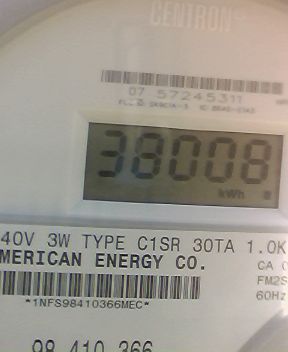 CENTRON
07 57245311
38008
kWh
40V 3W TYPE C1SR 30TA 1.0K
MERICAN ENERGY CO.
CA
FM2S
60Hz
*1NFS98410366MEC*
98 410 366